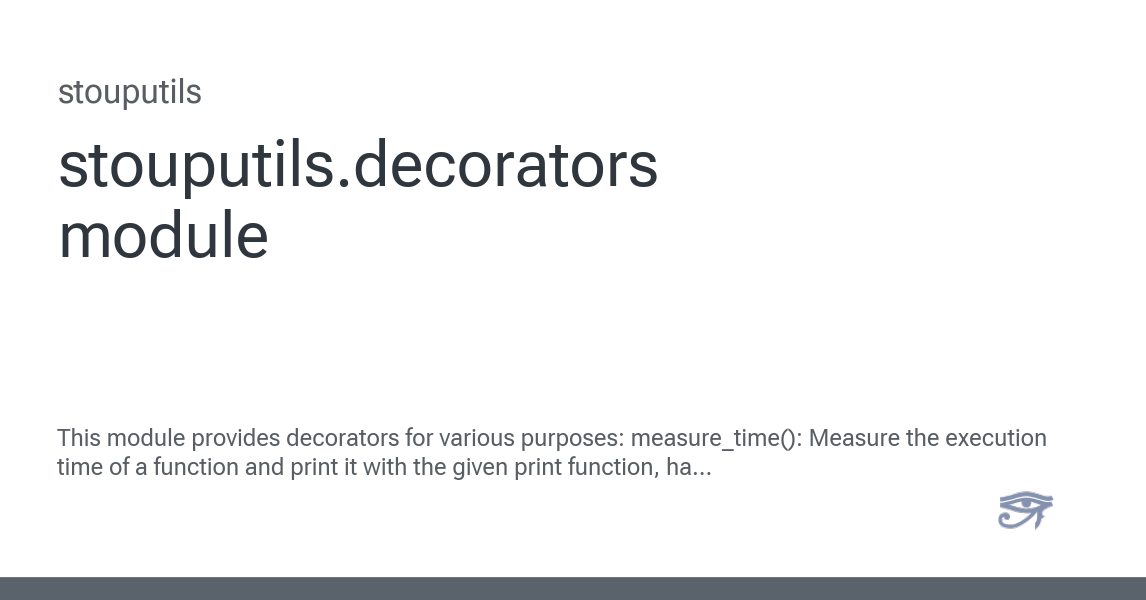 stouputils
stouputils.decorators
module
This module provides decorators for various purposes: measure_time(): Measure the execution
time of a function and print it with the given print function, ha...